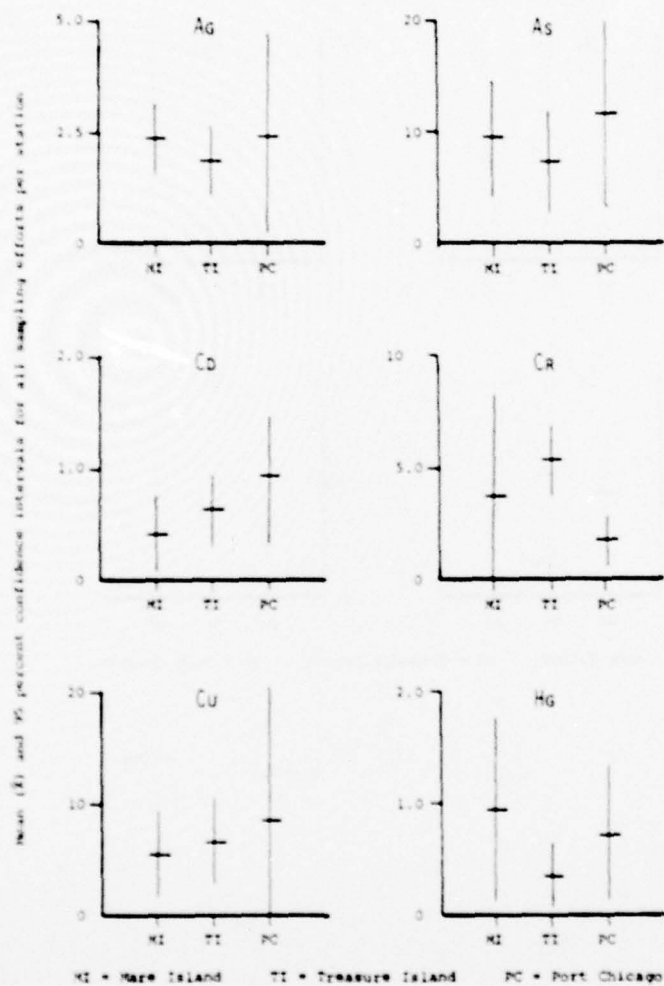 Mean (X̄) and 95 percent confidence intervals for all sampling efforts per station
AG
5.0
2.5
0
MI TI PC
AS
20
10
0
MI TI PC
CD
2.0
1.0
0
MI TI PC
CR
10
5.0
0
MI TI PC
CU
20
10
0
MI TI PC
HG
2.0
1.0
0
MI TI PC
MI = Mare Island TI = Treasure Island PC = Port Chicago